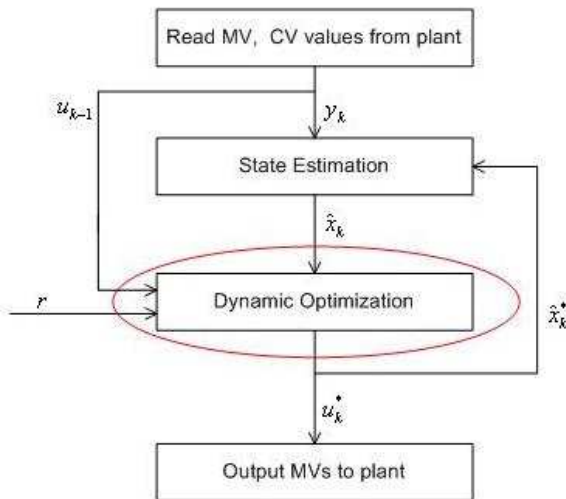 Read MV, CV values from plant
u_{k-1}
y_k
State Estimation
x̂_k
Dynamic Optimization
r
x̂_k^*
u_k^*
Output MVs to plant